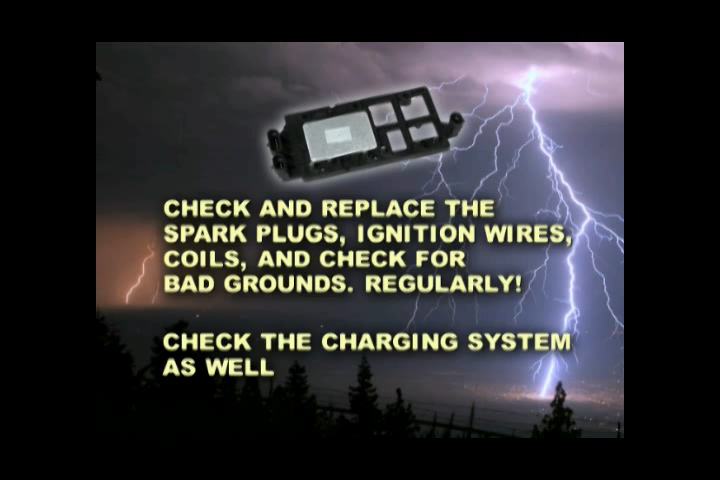 CHECK AND REPLACE THE
SPARK PLUGS, IGNITION WIRES,
COILS, AND CHECK FOR
BAD GROUNDS. REGULARLY!
CHECK THE CHARGING SYSTEM
AS WELL